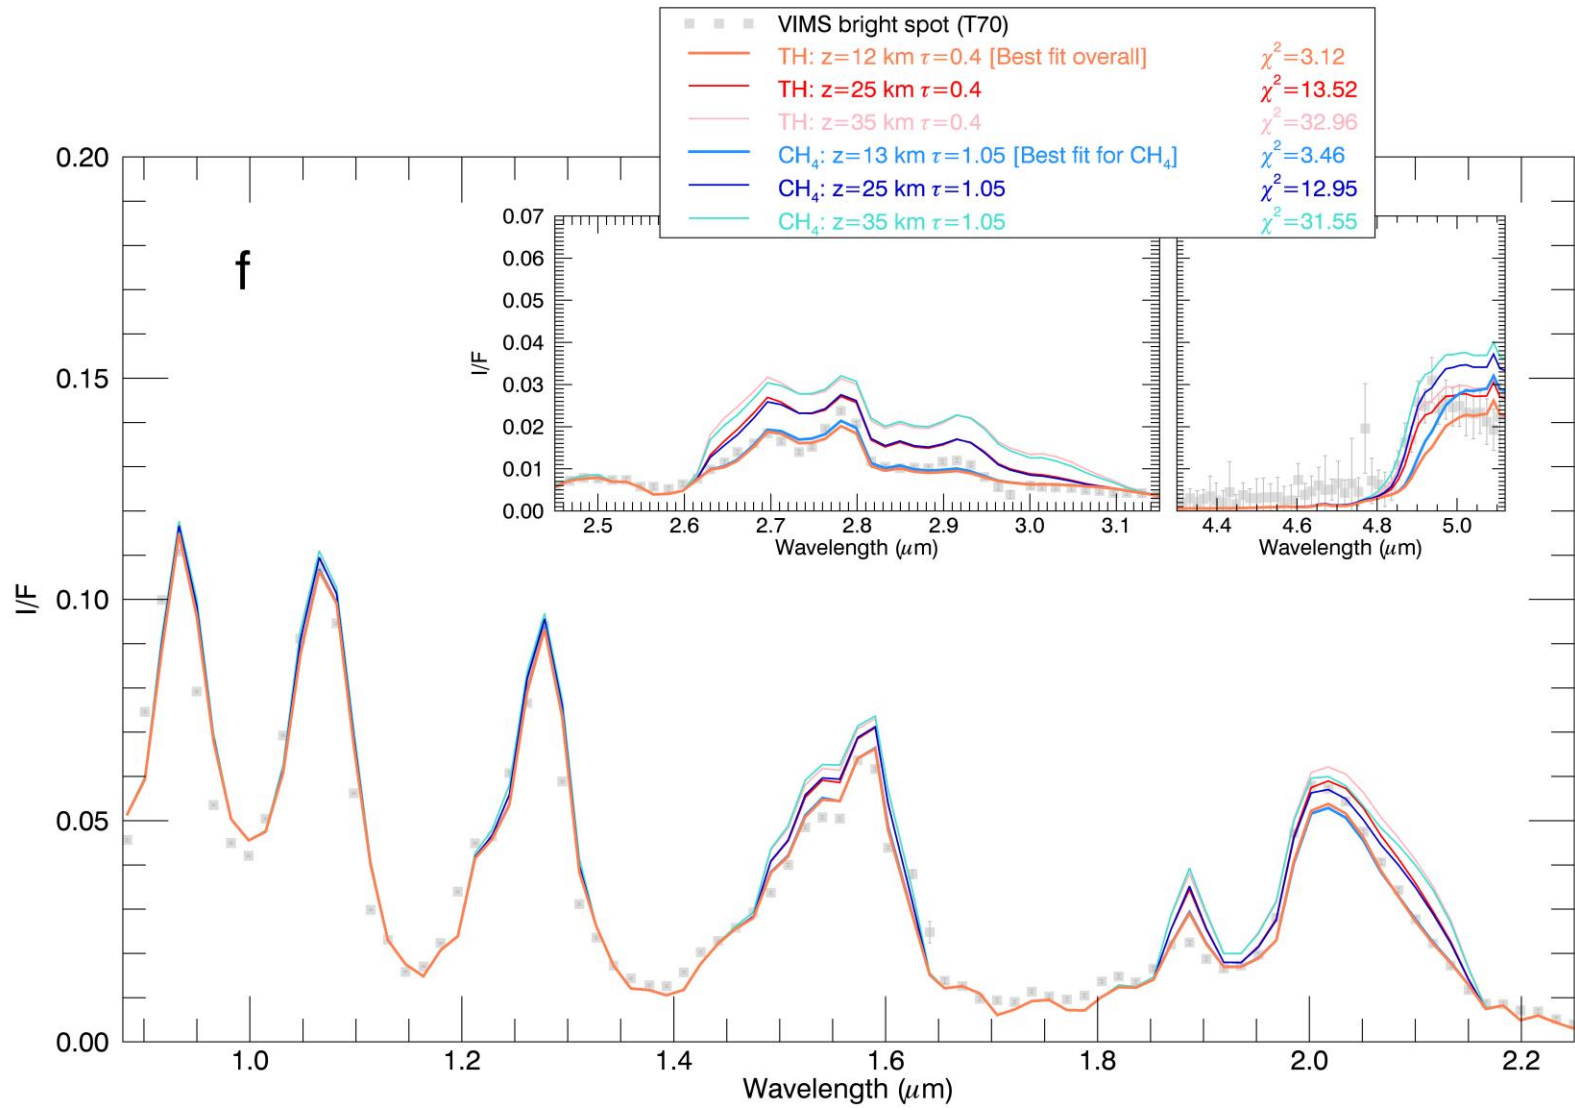 VIMS bright spot (T70)
TH: z=12 km τ=0.4 [Best fit overall] χ²=3.12
TH: z=25 km τ=0.4 χ²=13.52
TH: z=35 km τ=0.4 χ²=32.96
CH₄: z=13 km τ=1.05 [Best fit for CH₄] χ²=3.46
CH₄: z=25 km τ=1.05 χ²=12.95
CH₄: z=35 km τ=1.05 χ²=31.55
f
I/F
0.20
0.15
0.10
0.05
0.00
1.0 1.2 1.4 1.6 1.8 2.0 2.2
Wavelength (μm)
I/F
0.07
0.06
0.05
0.04
0.03
0.02
0.01
0.00
2.5 2.6 2.7 2.8 2.9 3.0 3.1
Wavelength (μm)
4.4 4.6 4.8 5.0
Wavelength (μm)